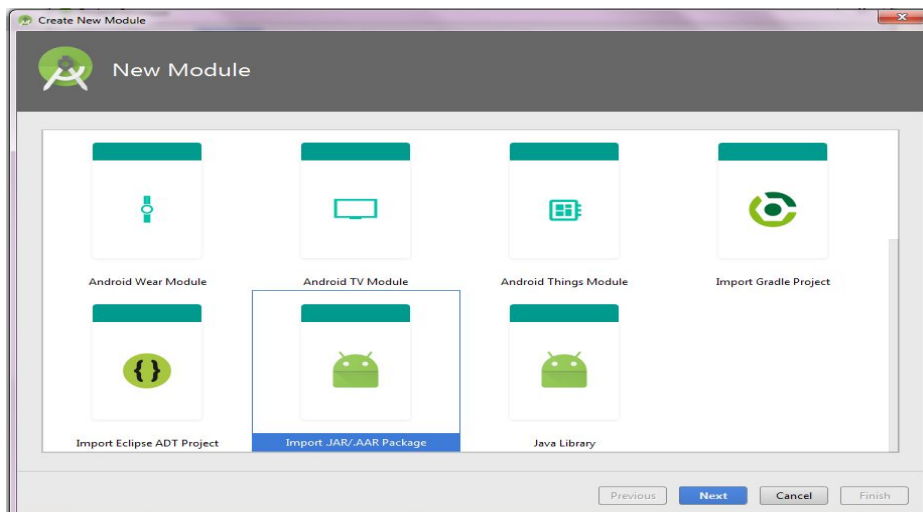 Create New Module
New Module
Android Wear Module
Android TV Module
Android Things Module
Import Gradle Project
Import Eclipse ADT Project
Import .JAR/.AAR Package
Java Library
Previous
Next
Cancel
Finish